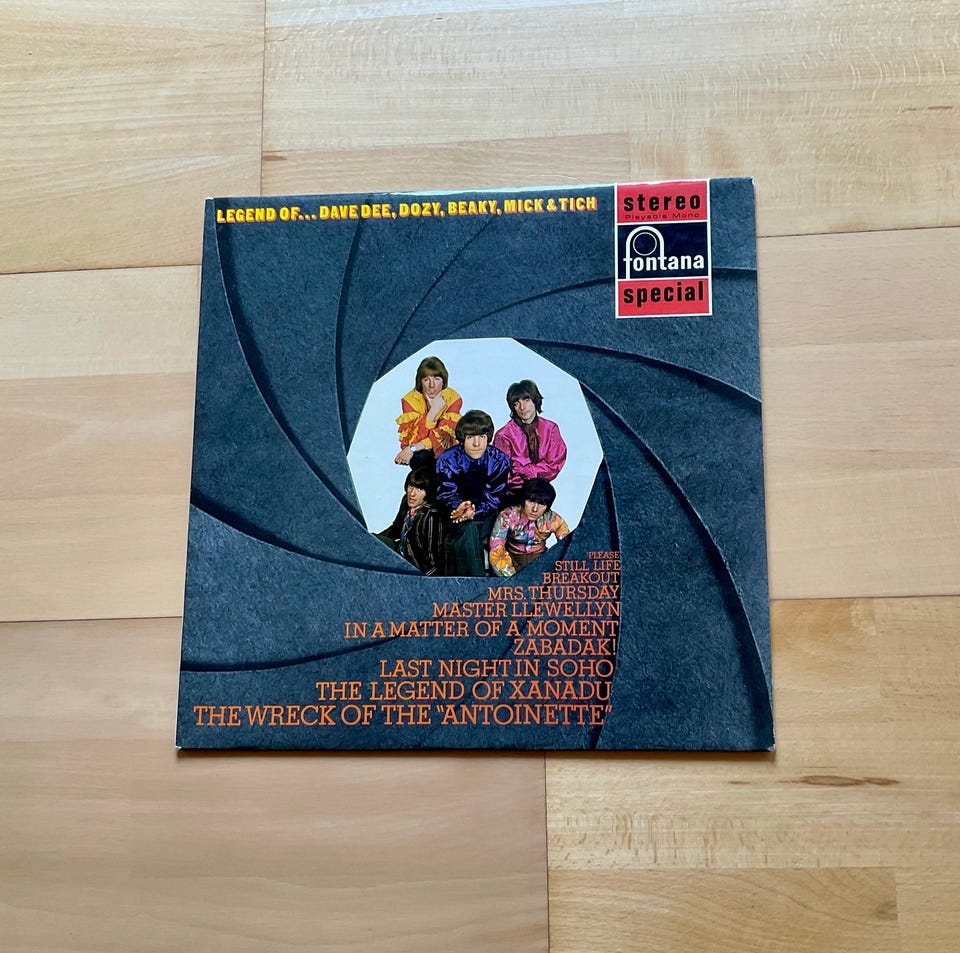 LEGEND OF... DAVE DEE, DOZY, BEAKY, MICK & TICH
stereo
Playable Mono
fontana
special
"PLEASE
STILL LIFE
BREAKOUT
MRS. THURSDAY
MASTER LLEWELLYN
IN A MATTER OF A MOMENT
ZABADAK!
LAST NIGHT IN SOHO
THE LEGEND OF XANADU
THE WRECK OF THE "ANTOINETTE"